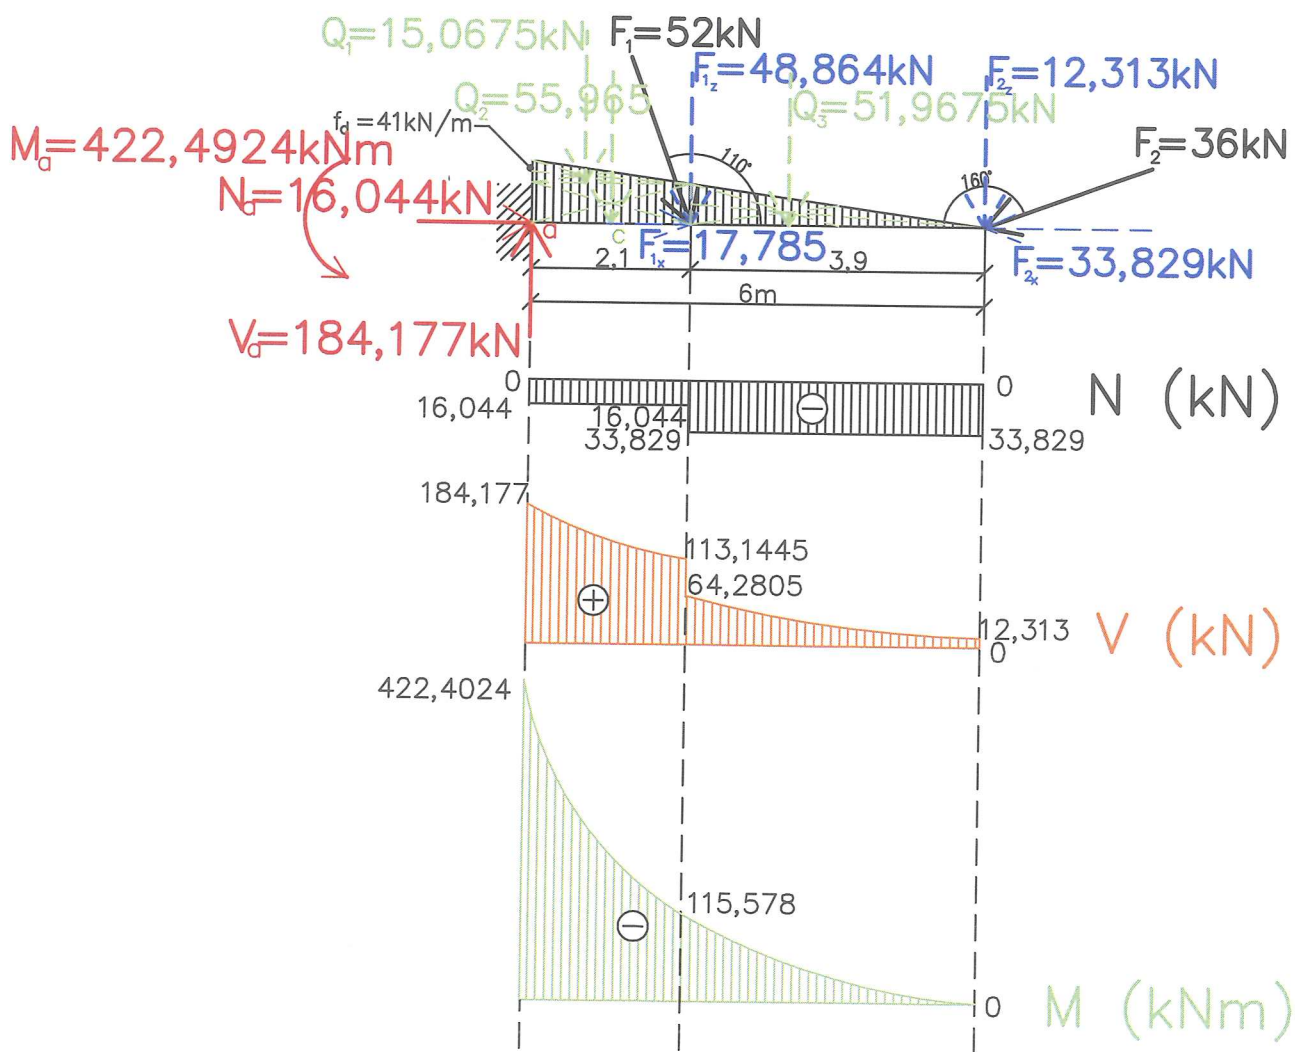 Q₁=15,0675kN F₁=52kN
F₁z=48,864kN F₂z=12,313kN
Q₂=55,965 Q₃=51,9675kN
f_d=41kN/m
Mₐ=422,4924kNm F₂=36kN
110° 160°
Nₐ=16,044kN
a c F₁ₓ=17,785
2,1 3,9 F₂ₓ=33,829kN
6m
Vₐ=184,177kN
0 0 N (kN)
16,044 16,044
33,829 33,829
184,177
113,1445
64,2805
+ 12,313 V (kN)
0
422,4024
115,578
−
0 M (kNm)